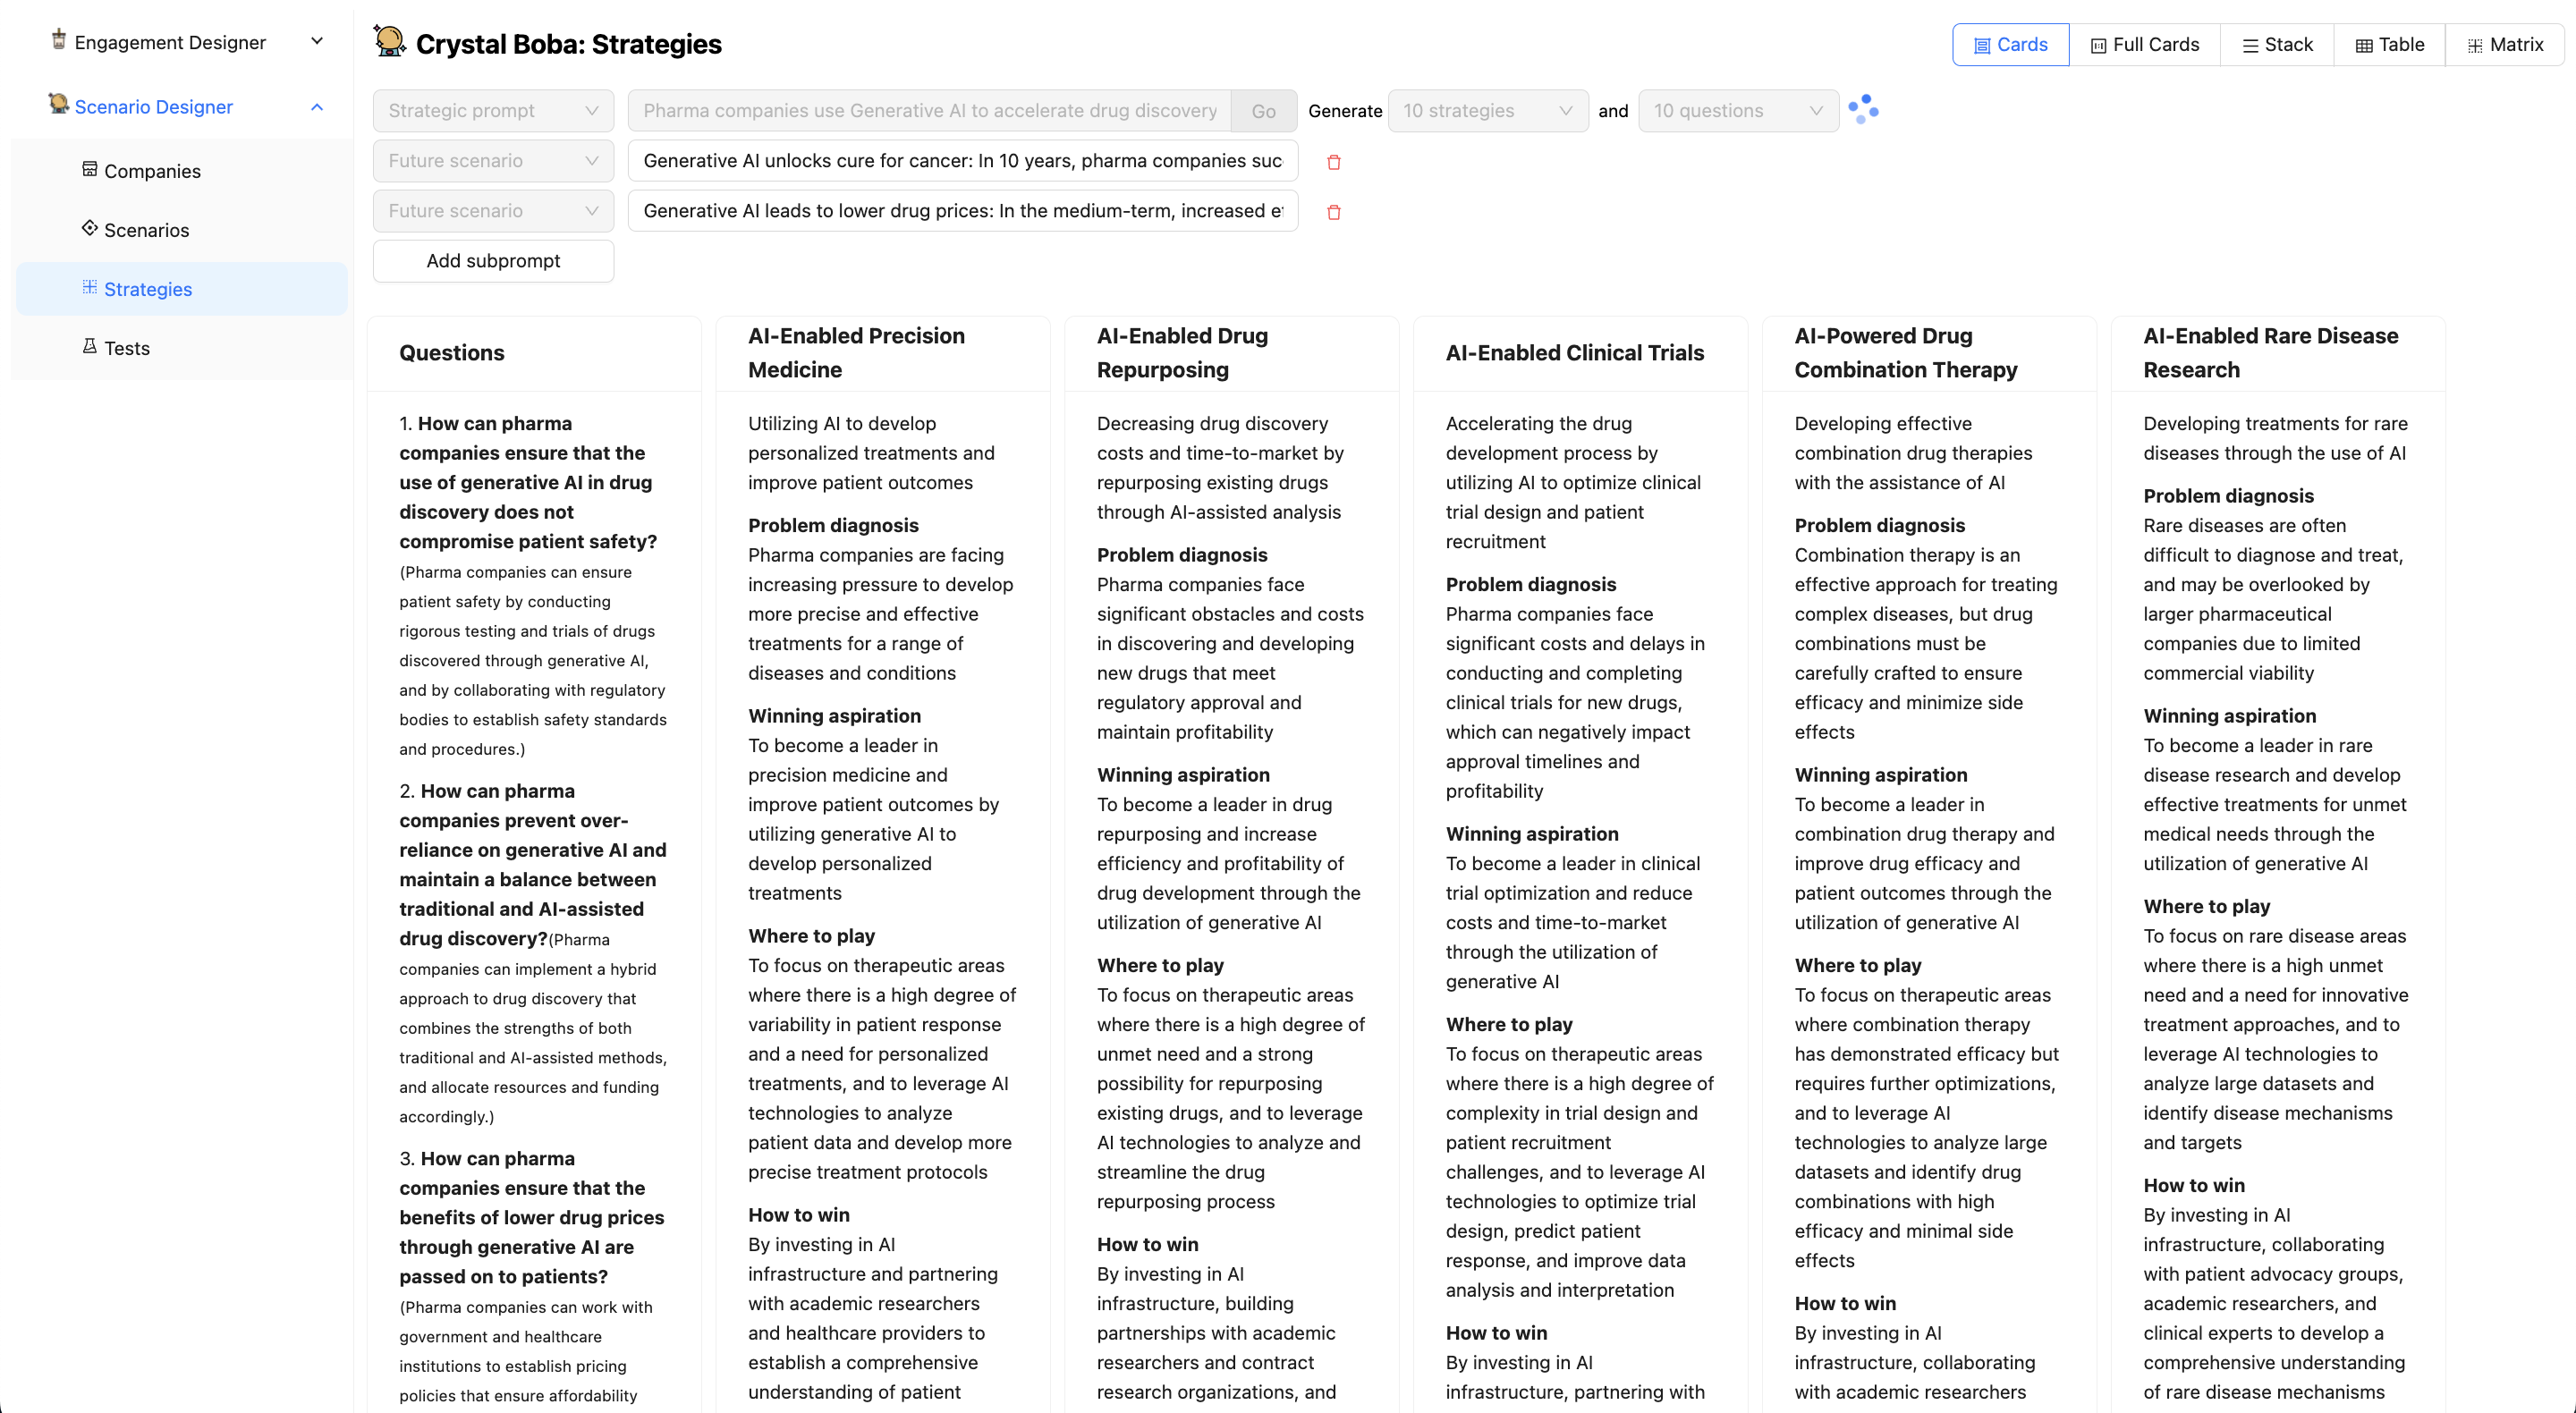 Engagement Designer
Scenario Designer
Companies
Scenarios
Strategies
Tests
Crystal Boba: Strategies
Cards
Full Cards
Stack
Table
Matrix
Strategic prompt
Pharma companies use Generative AI to accelerate drug discovery
Go
Generate
10 strategies
and
10 questions
Future scenario
Generative AI unlocks cure for cancer: In 10 years, pharma companies suc
Future scenario
Generative AI leads to lower drug prices: In the medium-term, increased
Add subprompt
Questions
1. How can pharma
companies ensure that the
use of generative AI in drug
discovery does not
compromise patient safety?
(Pharma companies can ensure
patient safety by conducting
rigorous testing and trials of drugs
discovered through generative AI,
and by collaborating with regulatory
bodies to establish safety standards
and procedures.)
2. How can pharma
companies prevent over-
reliance on generative AI and
maintain a balance between
traditional and AI-assisted
drug discovery?(Pharma
companies can implement a hybrid
approach to drug discovery that
combines the strengths of both
traditional and AI-assisted methods,
and allocate resources and funding
accordingly.)
3. How can pharma
companies ensure that the
benefits of lower drug prices
through generative AI are
passed on to patients?
(Pharma companies can work with
government and healthcare
institutions to establish pricing
policies that ensure affordability
AI-Enabled Precision
Medicine
Utilizing AI to develop
personalized treatments and
improve patient outcomes
Problem diagnosis
Pharma companies are facing
increasing pressure to develop
more precise and effective
treatments for a range of
diseases and conditions
Winning aspiration
To become a leader in
precision medicine and
improve patient outcomes by
utilizing generative AI to
develop personalized
treatments
Where to play
To focus on therapeutic areas
where there is a high degree of
variability in patient response
and a need for personalized
treatments, and to leverage AI
technologies to analyze
patient data and develop more
precise treatment protocols
How to win
By investing in AI
infrastructure and partnering
with academic researchers
and healthcare providers to
establish a comprehensive
understanding of patient
AI-Enabled Drug
Repurposing
Decreasing drug discovery
costs and time-to-market by
repurposing existing drugs
through AI-assisted analysis
Problem diagnosis
Pharma companies face
significant obstacles and costs
in discovering and developing
new drugs that meet
regulatory approval and
maintain profitability
Winning aspiration
To become a leader in drug
repurposing and increase
efficiency and profitability of
drug development through the
utilization of generative AI
Where to play
To focus on therapeutic areas
where there is a high degree of
unmet need and a strong
possibility for repurposing
existing drugs, and to leverage
AI technologies to analyze and
streamline the drug
repurposing process
How to win
By investing in AI
infrastructure, building
partnerships with academic
researchers and contract
research organizations, and
AI-Enabled Clinical Trials
Accelerating the drug
development process by
utilizing AI to optimize clinical
trial design and patient
recruitment
Problem diagnosis
Pharma companies face
significant costs and delays in
conducting and completing
clinical trials for new drugs,
which can negatively impact
approval timelines and
profitability
Winning aspiration
To become a leader in clinical
trial optimization and reduce
costs and time-to-market
through the utilization of
generative AI
Where to play
To focus on therapeutic areas
where there is a high degree of
complexity in trial design and
patient recruitment
challenges, and to leverage AI
technologies to optimize trial
design, predict patient
response, and improve data
analysis and interpretation
How to win
By investing in AI
infrastructure, partnering with
AI-Powered Drug
Combination Therapy
Developing effective
combination drug therapies
with the assistance of AI
Problem diagnosis
Combination therapy is an
effective approach for treating
complex diseases, but drug
combinations must be
carefully crafted to ensure
efficacy and minimize side
effects
Winning aspiration
To become a leader in
combination drug therapy and
improve drug efficacy and
patient outcomes through the
utilization of generative AI
Where to play
To focus on therapeutic areas
where combination therapy
has demonstrated efficacy but
requires further optimizations,
and to leverage AI
technologies to analyze large
datasets and identify drug
combinations with high
efficacy and minimal side
effects
How to win
By investing in AI
infrastructure, collaborating
with academic researchers
AI-Enabled Rare Disease
Research
Developing treatments for rare
diseases through the use of AI
Problem diagnosis
Rare diseases are often
difficult to diagnose and treat,
and may be overlooked by
larger pharmaceutical
companies due to limited
commercial viability
Winning aspiration
To become a leader in rare
disease research and develop
effective treatments for unmet
medical needs through the
utilization of generative AI
Where to play
To focus on rare disease areas
where there is a high unmet
need and a need for innovative
treatment approaches, and to
leverage AI technologies to
analyze large datasets and
identify disease mechanisms
and targets
How to win
By investing in AI
infrastructure, collaborating
with patient advocacy groups,
academic researchers, and
clinical experts to develop a
comprehensive understanding
of rare disease mechanisms